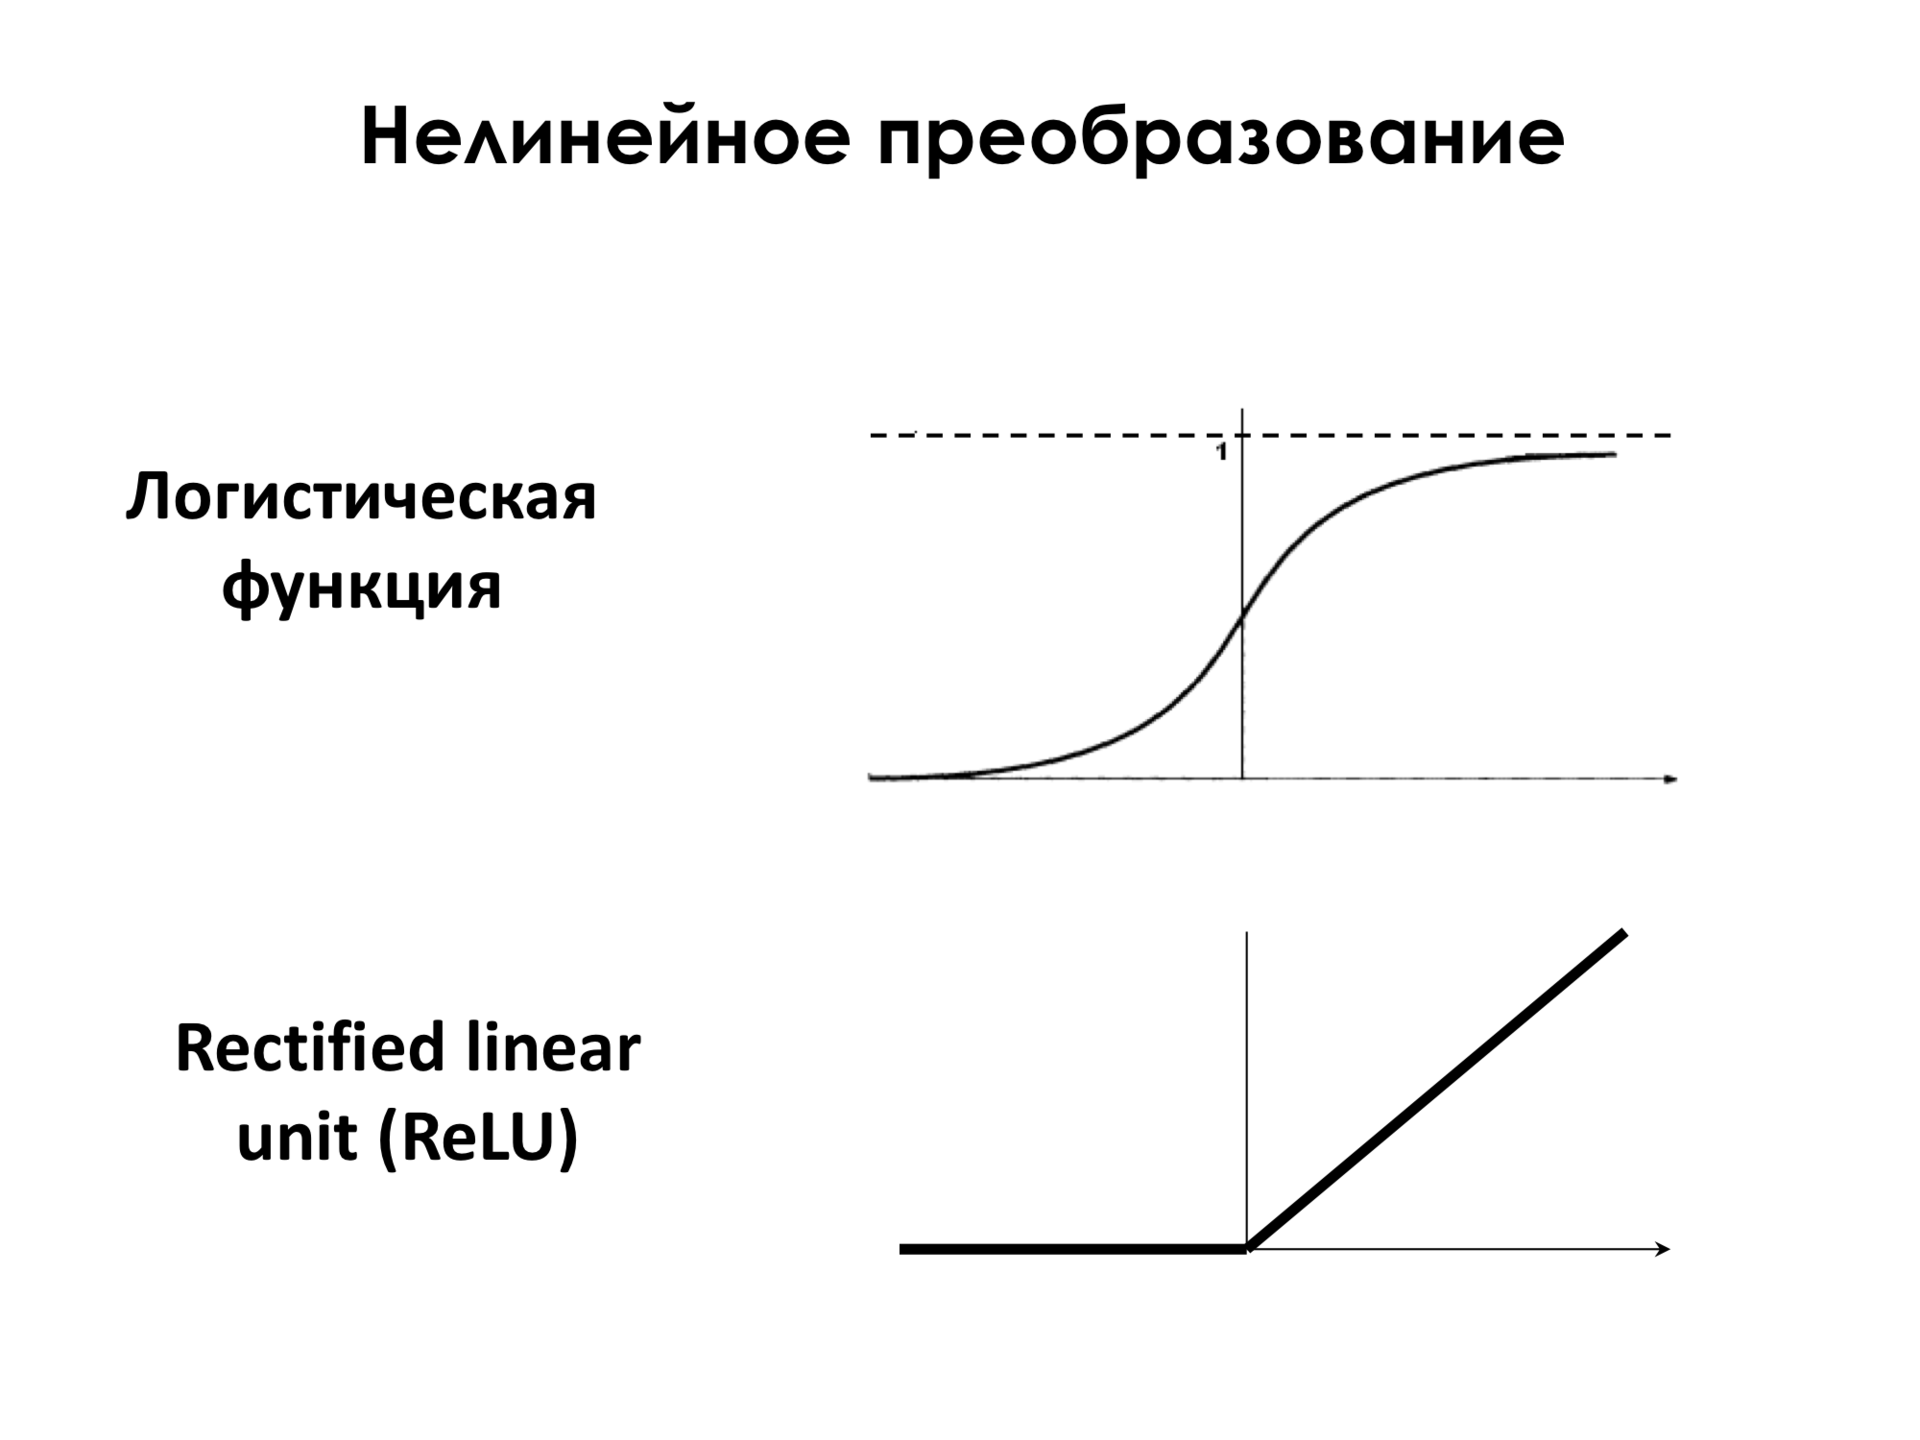 Нелинейное преобразование
Логистическая
функция
1
Rectified linear
unit (ReLU)